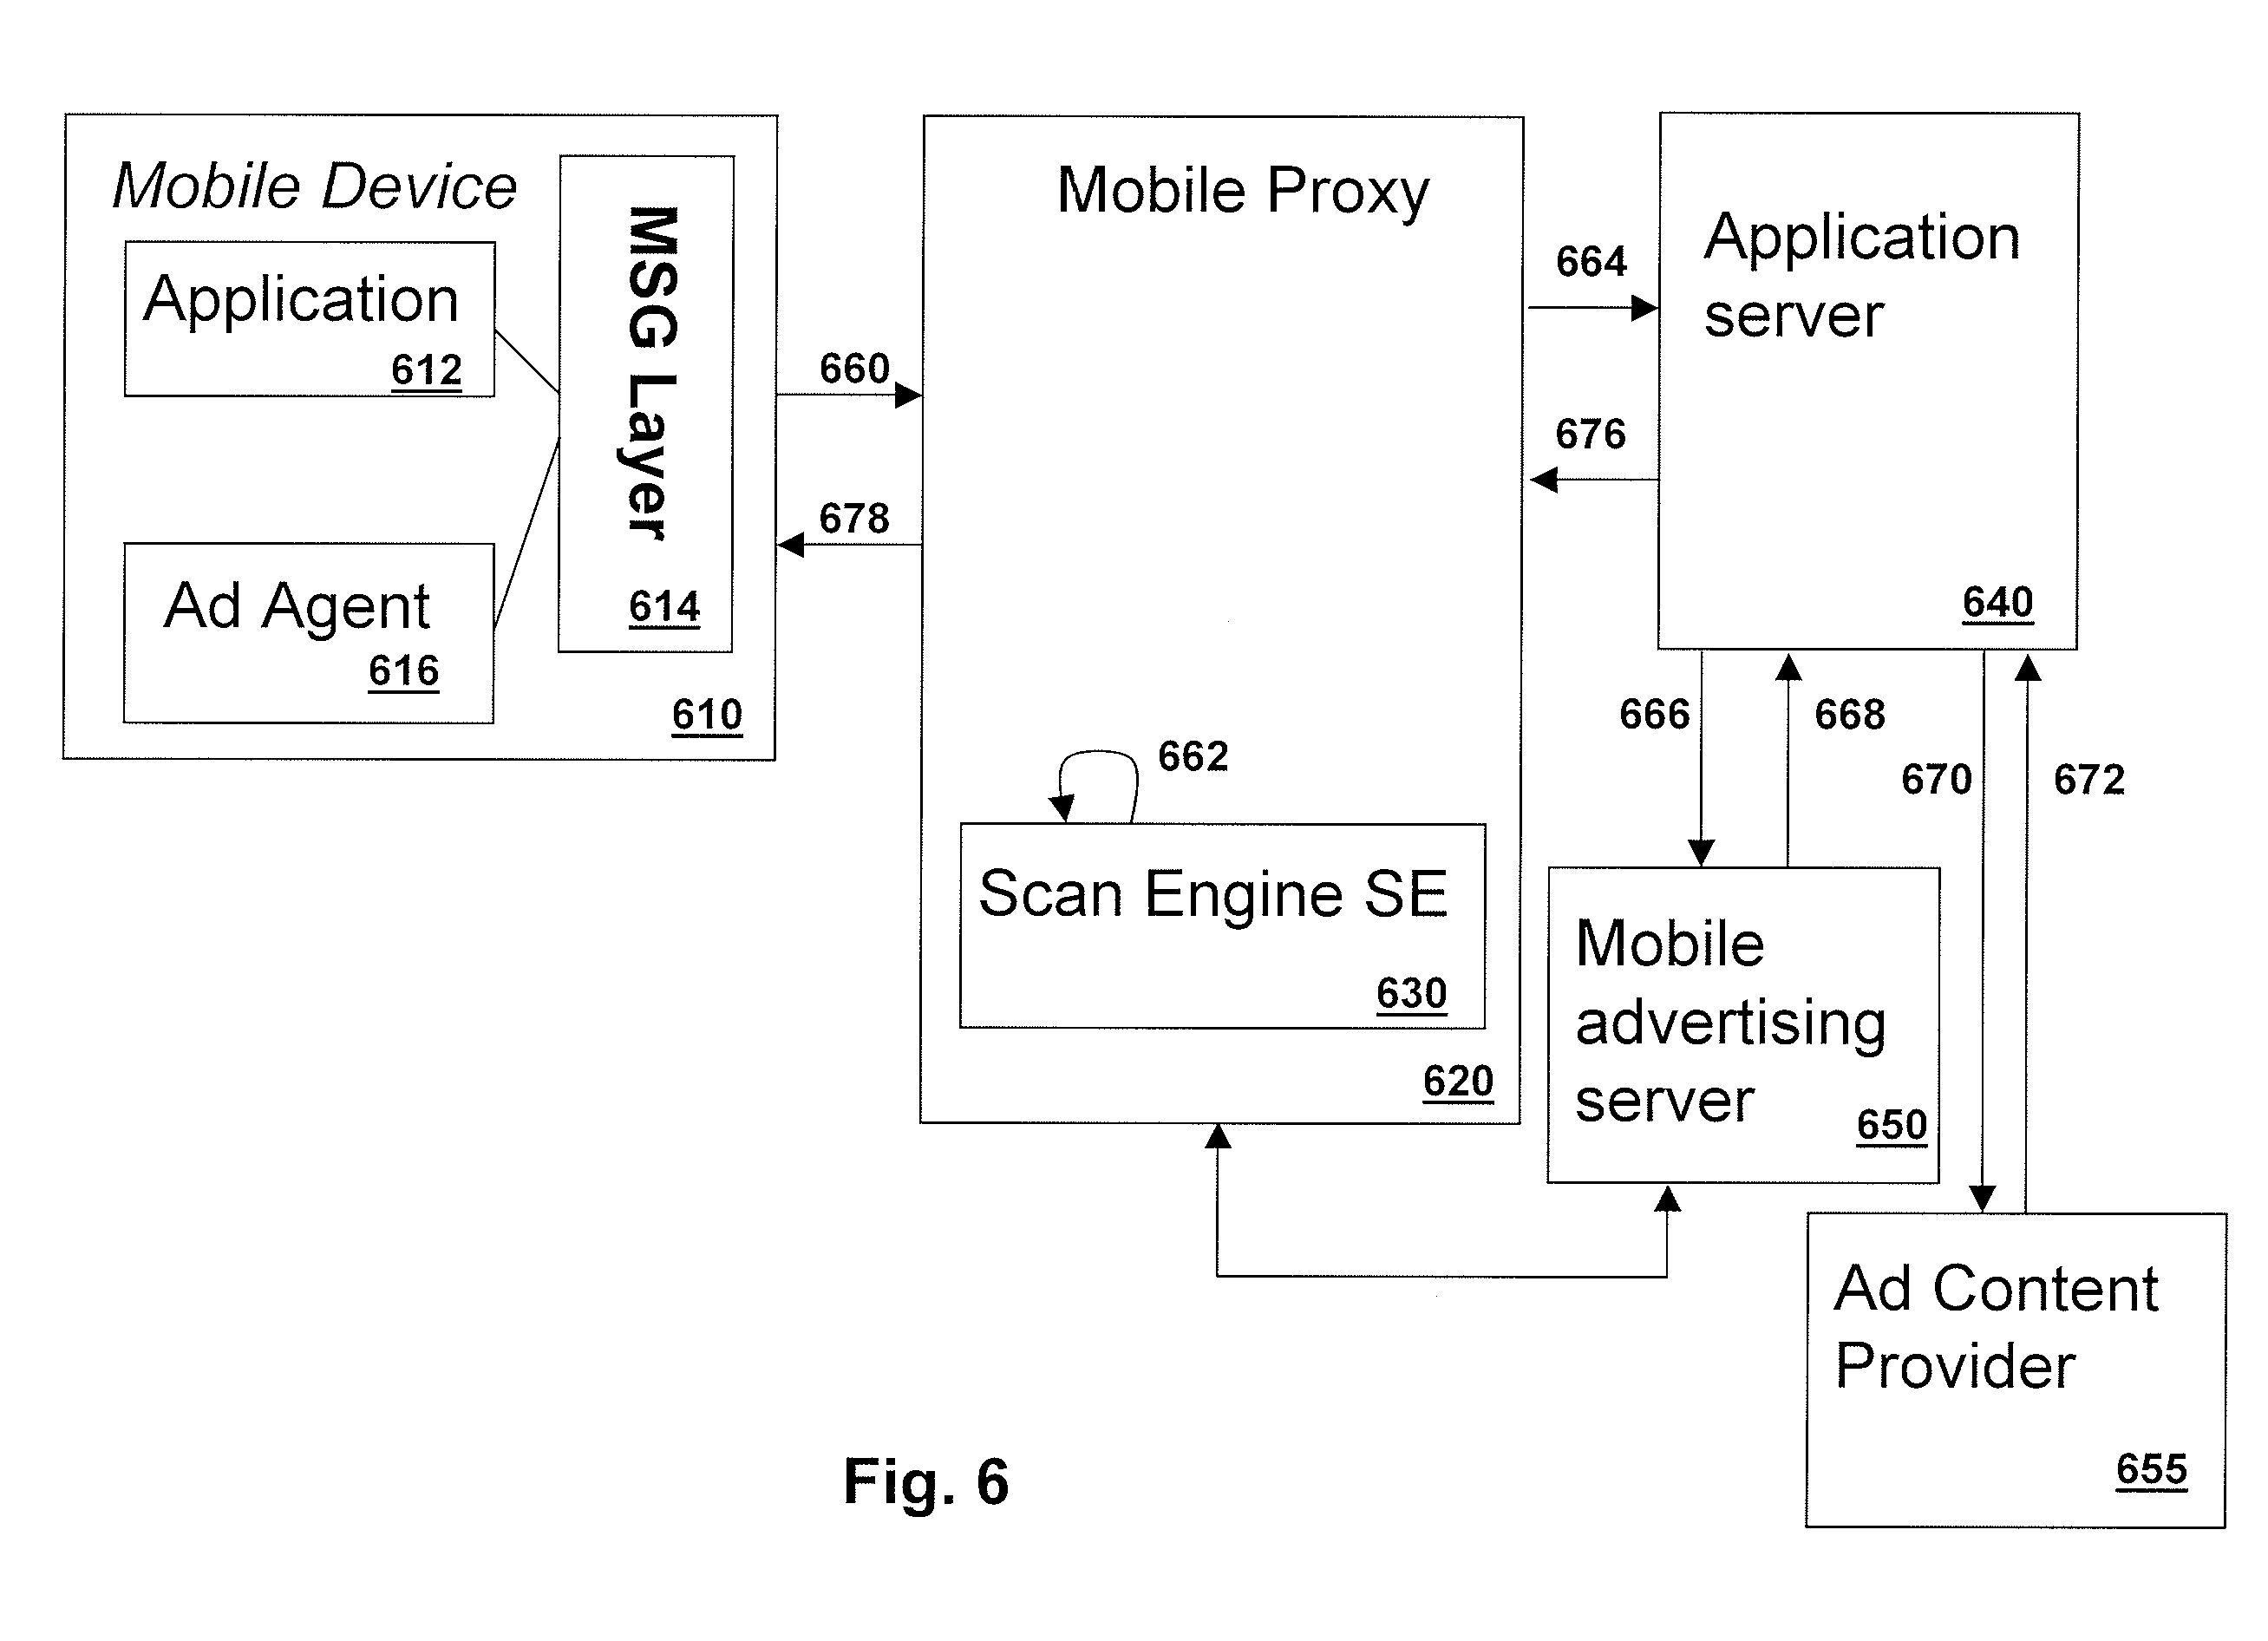 Mobile Device
Application
612
MSG Layer
614
Ad Agent
616
610
660
678
Mobile Proxy
662
Scan Engine SE
630
620
664
676
Application
server
640
666
668
670
672
Mobile
advertising
server
650
Ad Content
Provider
655
Fig. 6